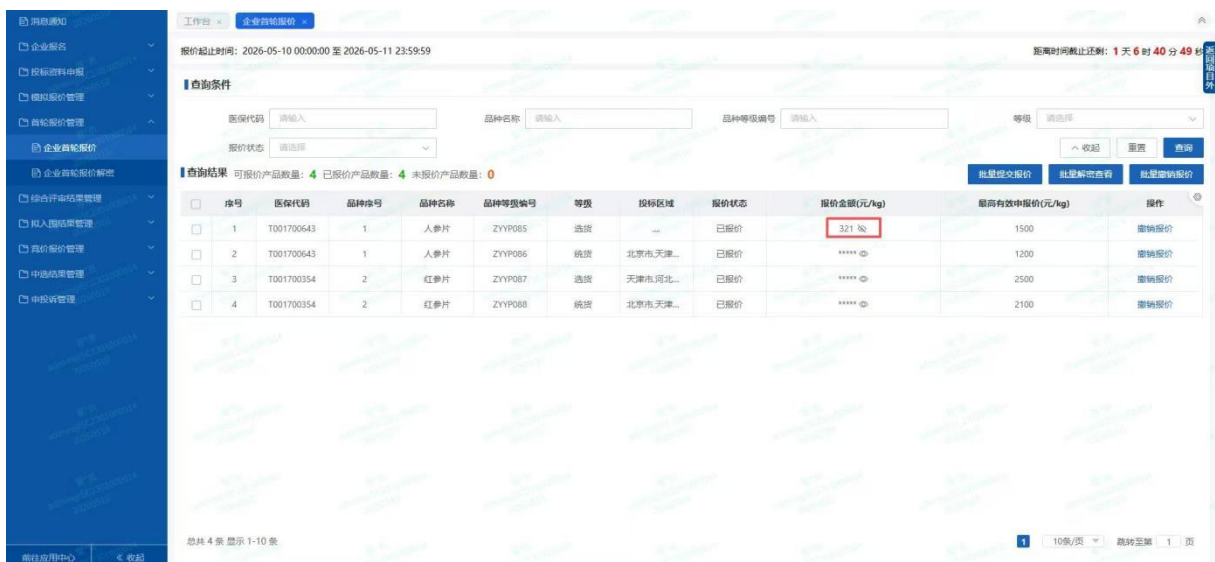 消息通知
企业报名
投标资料申报
模拟报价管理
首轮报价管理
企业首轮报价
企业首轮报价解密
综合评审结果管理
拟入围结果管理
竞价报价管理
中选结果管理
申投诉管理
前往应用中心 《 收起
工作台 × 企业首轮报价 ×
报价起止时间: 2026-05-10 00:00:00 至 2026-05-11 23:59:59 距离时间截止还剩: 1 天 6 时 40 分 49 秒
返回项目外
查询条件
医保代码 请输入 品种名称 请输入 品种等级编号 请输入 等级 请选择
报价状态 请选择 收起 重置 查询
查询结果 可报价产品数量: 4 已报价产品数量: 4 未报价产品数量: 0 批量提交报价 批量解密查看 批量撤销报价
序号 医保代码 品种序号 品种名称 品种等级编号 等级 投标区域 报价状态 报价金额(元/kg) 最高有效申报价(元/kg) 操作
1 T001700643 1 人参片 ZYYP085 选货 ... 已报价 321 1500 撤销报价
2 T001700643 1 人参片 ZYYP086 统货 北京市,天津... 已报价 ***** 1200 撤销报价
3 T001700354 2 红参片 ZYYP087 选货 天津市,河北... 已报价 ***** 2500 撤销报价
4 T001700354 2 红参片 ZYYP088 统货 北京市,天津... 已报价 ***** 2100 撤销报价
总共 4 条 显示 1-10 条 1 10条/页 跳转至第 1 页